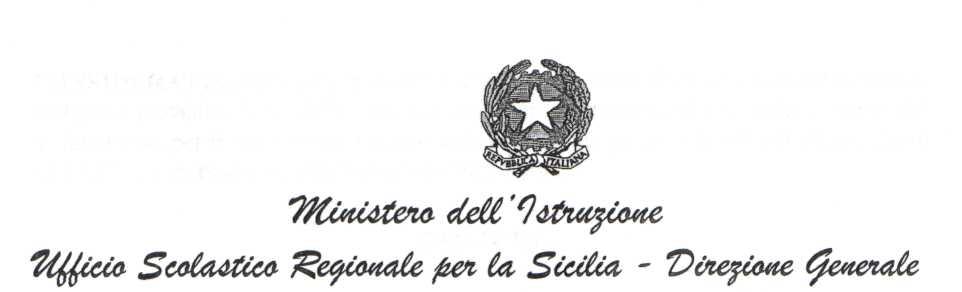 REPVBBLICA ITALIANA
Ministero dell'Istruzione
Ufficio Scolastico Regionale per la Sicilia - Direzione Generale